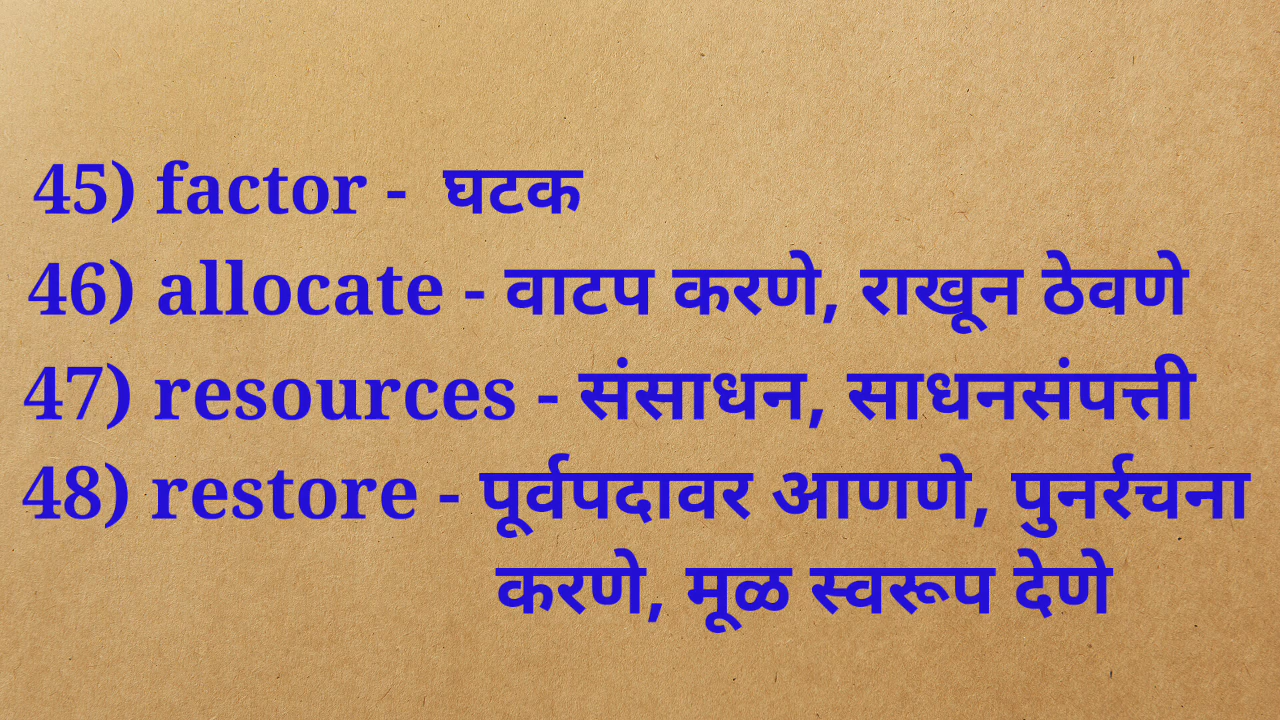 45) factor - घटक
46) allocate - वाटप करणे, राखून ठेवणे
47) resources - संसाधन, साधनसंपत्ती
48) restore - पूर्वपदावर आणणे, पुनर्रचना
करणे, मूळ स्वरूप देणे